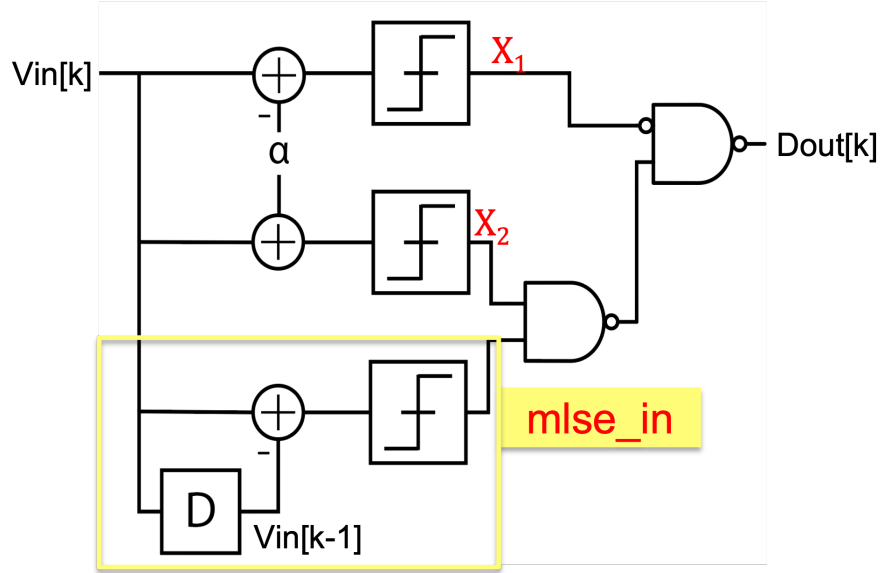 Vin[k]
-
α
X₁
Dout[k]
X₂
mlse_in
-
D
Vin[k-1]